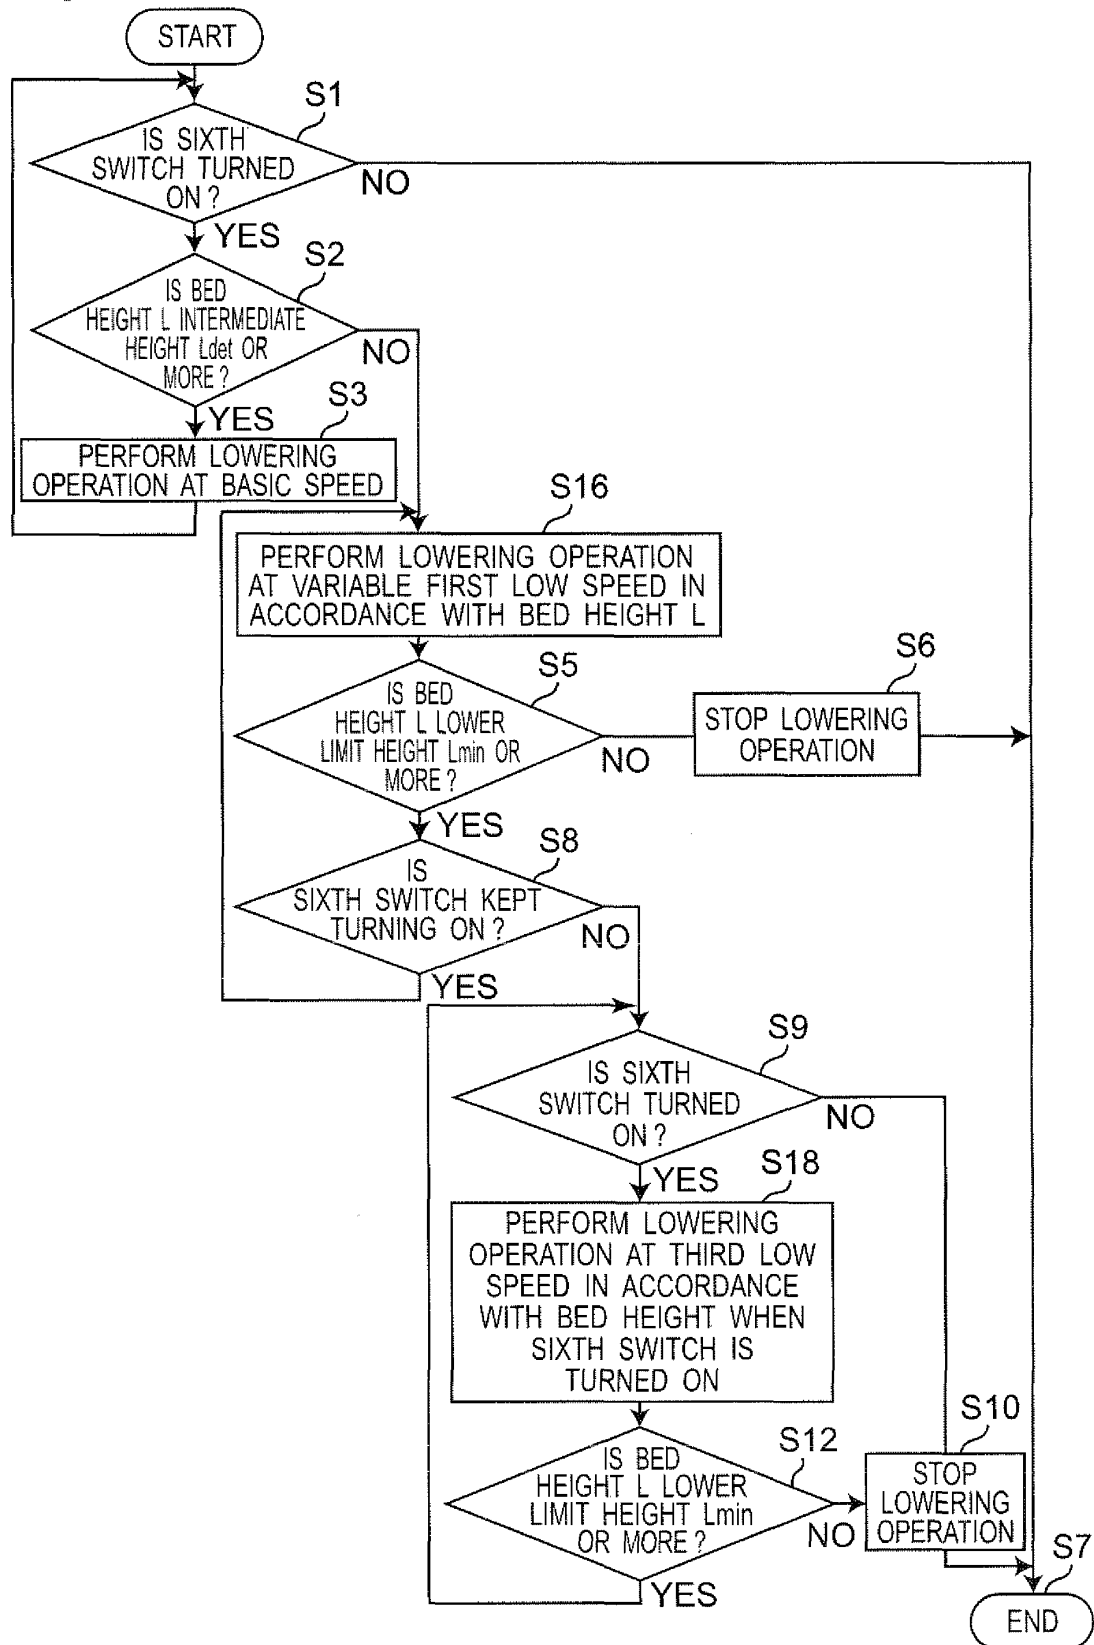 START
S1
IS SIXTH
SWITCH TURNED
ON?
NO
YES
S2
IS BED
HEIGHT L INTERMEDIATE
HEIGHT Ldet OR
MORE?
NO
YES
S3
PERFORM LOWERING
OPERATION AT BASIC SPEED
S16
PERFORM LOWERING OPERATION
AT VARIABLE FIRST LOW SPEED IN
ACCORDANCE WITH BED HEIGHT L
S5
IS BED
HEIGHT L LOWER
LIMIT HEIGHT Lmin OR
MORE?
NO
S6
STOP LOWERING
OPERATION
YES
S8
IS
SIXTH SWITCH KEPT
TURNING ON?
NO
YES
S9
IS SIXTH
SWITCH TURNED
ON?
NO
YES
S18
PERFORM LOWERING
OPERATION AT THIRD LOW
SPEED IN ACCORDANCE
WITH BED HEIGHT WHEN
SIXTH SWITCH IS
TURNED ON
S12
IS BED
HEIGHT L LOWER
LIMIT HEIGHT Lmin
OR MORE?
NO
S10
STOP
LOWERING
OPERATION
YES
S7
END